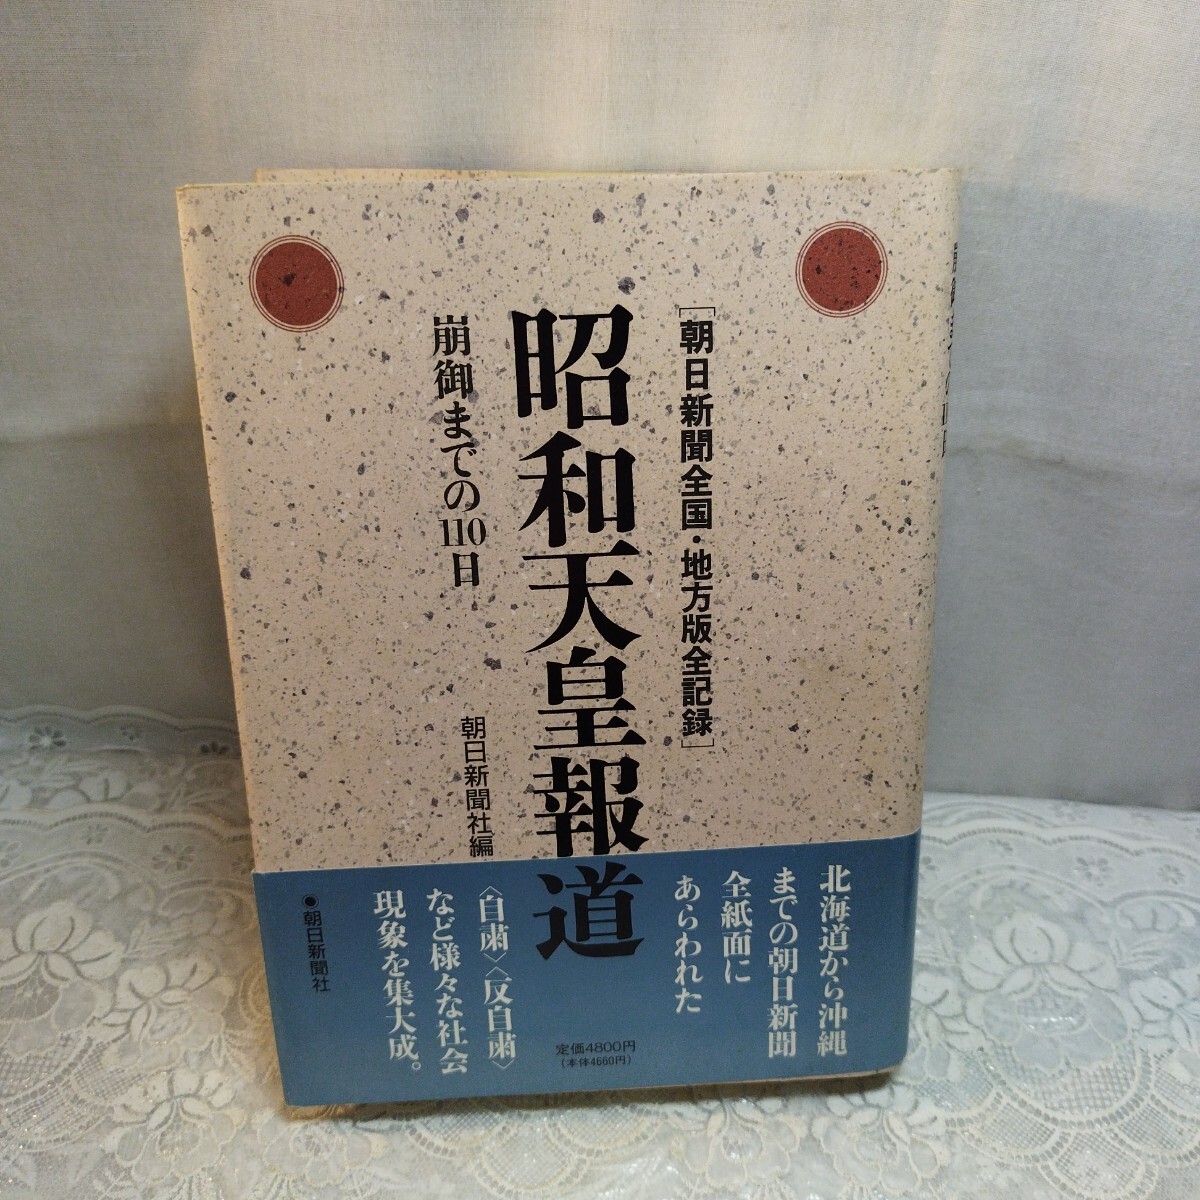 [朝日新聞全国・地方版全記録]
昭和天皇報道
崩御までの110日
朝日新聞社編
北海道から沖縄
までの朝日新聞
全紙面に
あらわれた
〈自粛〉〈反自粛〉
など様々な社会
現象を集大成。
●朝日新聞社
定価4800円
(本体4660円)